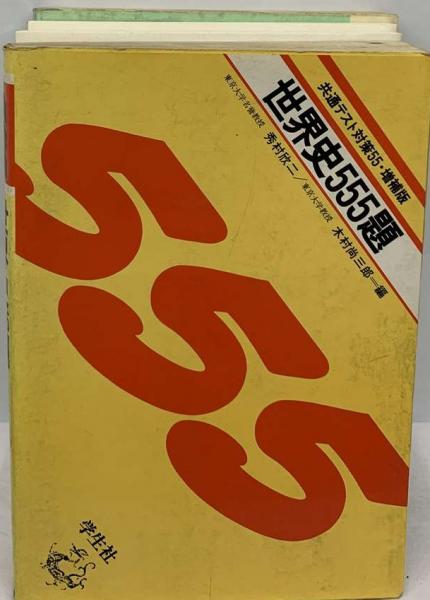 共通テスト対策55・増補版
世界史555題
東京大学名誉教授 秀村欣二/東京大学教授 木村尚三郎=編
555
学生社